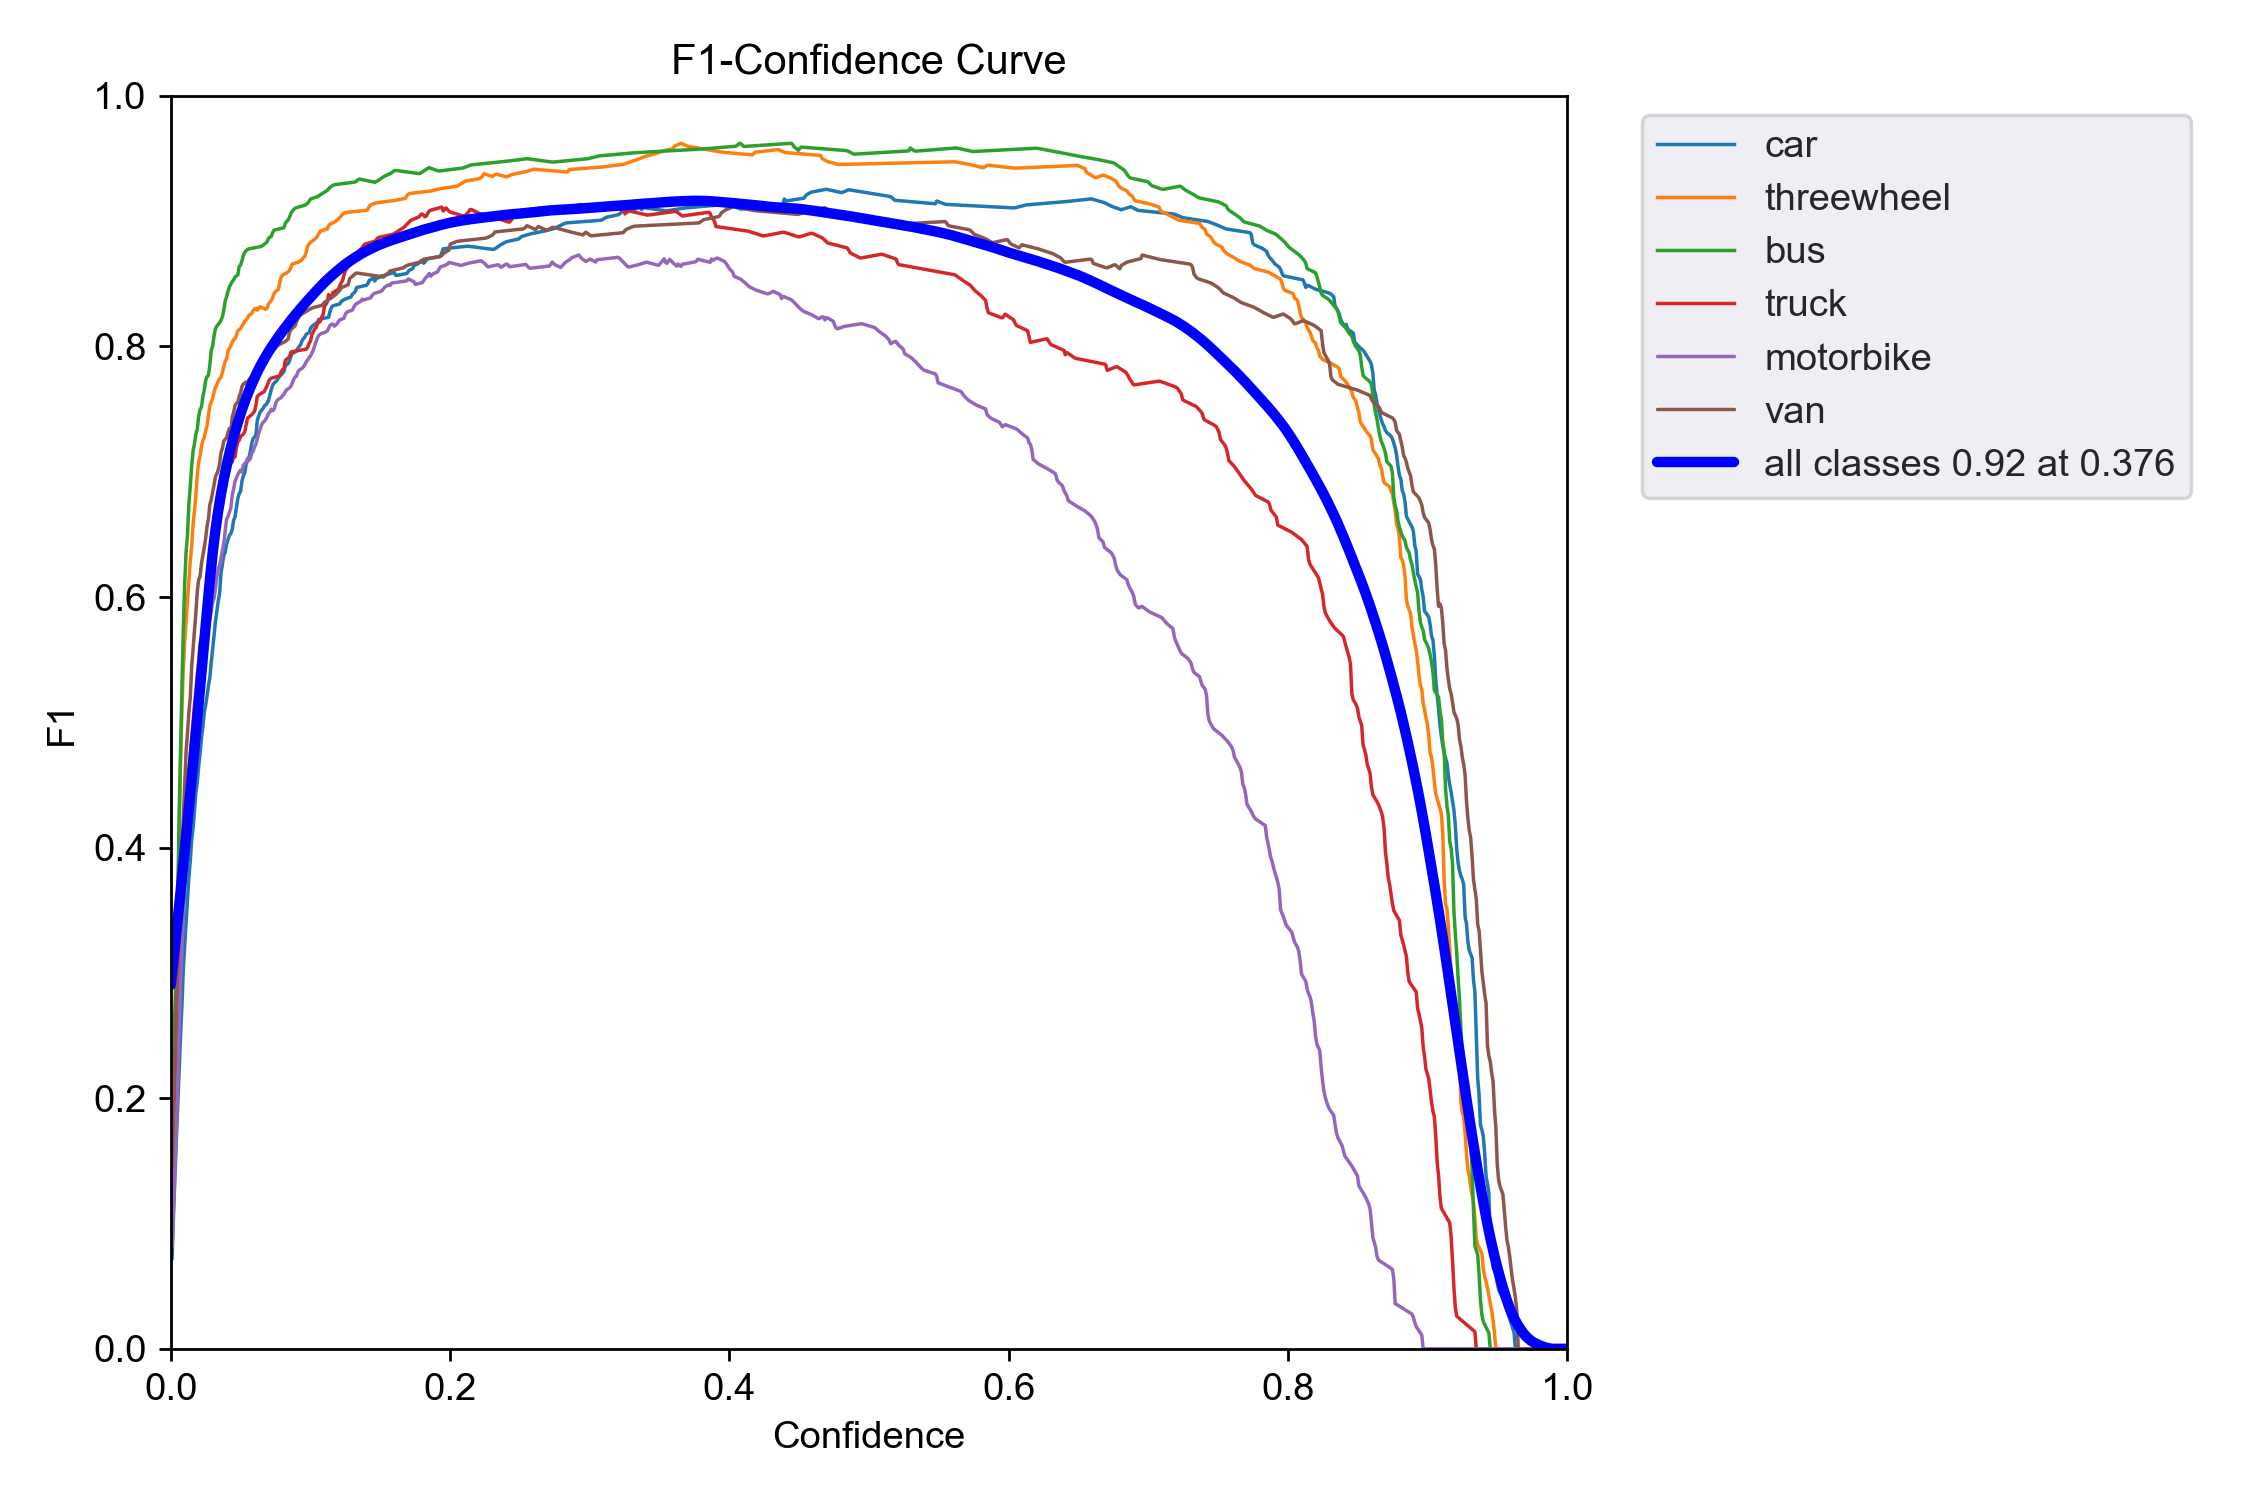 F1-Confidence Curve
1.0
0.8
0.6
0.4
0.2
0.0
F1
0.0 0.2 0.4 0.6 0.8 1.0
Confidence
car
threewheel
bus
truck
motorbike
van
all classes 0.92 at 0.376